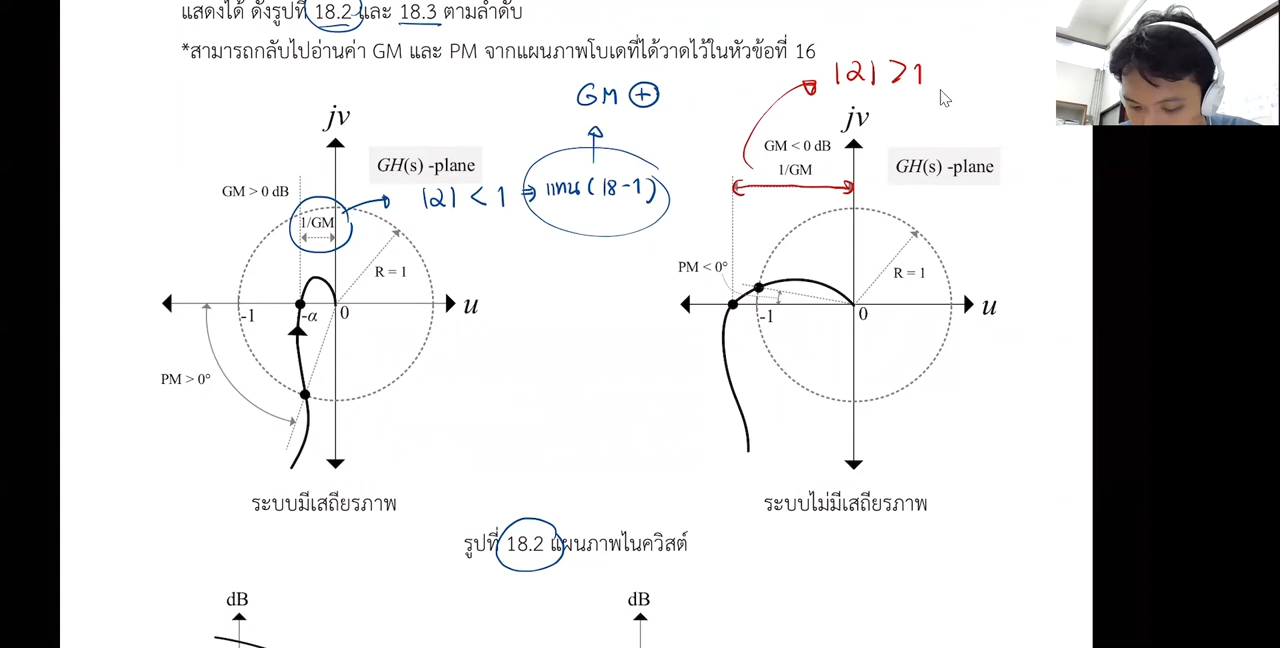 แสดงได้ ดังรูปที่ 18.2 และ 18.3 ตามลำดับ
*สามารถกลับไปอ่านค่า GM และ PM จากแผนภาพโบเดที่ได้วาดไว้ในหัวข้อที่ 16
|2| > 1
GM +
jv
GH(s) -plane
GM > 0 dB
|2| < 1 ⇒ แทน (18-1)
1/GM
R = 1
u
-1
-α
0
PM > 0°
ระบบมีเสถียรภาพ
jv
GM < 0 dB
1/GM
GH(s) -plane
PM < 0°
R = 1
u
-1
0
ระบบไม่มีเสถียรภาพ
รูปที่ 18.2 แผนภาพไนควิสต์
dB
dB